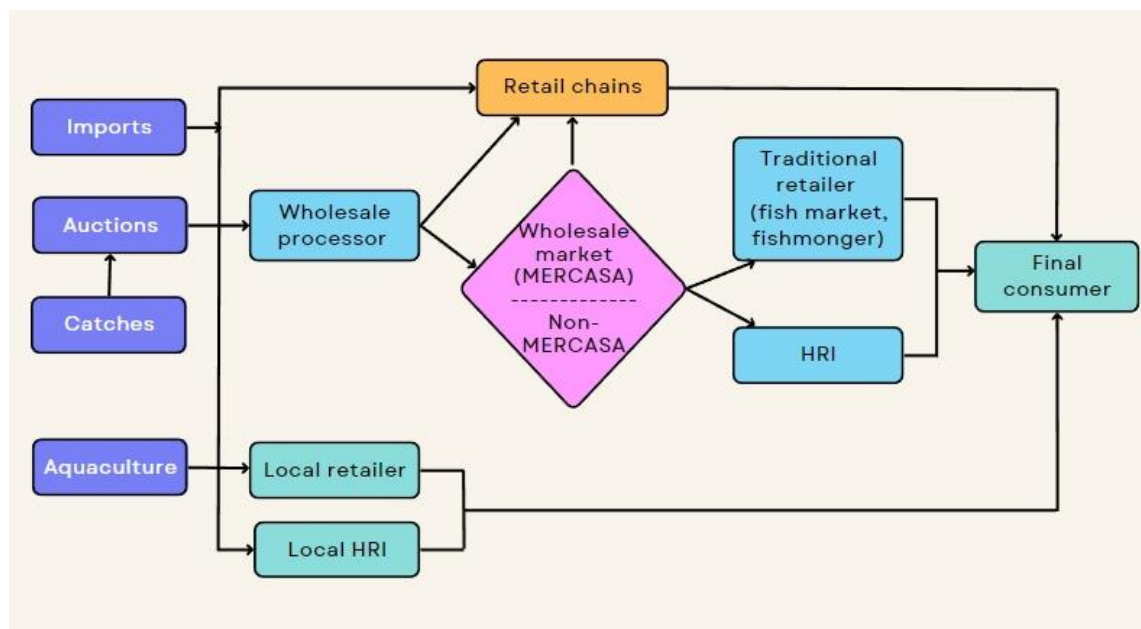 Retail chains
Imports
Traditional
retailer
(fish market,
fishmonger)
Auctions
Wholesale
processor
Wholesale
market
(MERCASA)
-------------
Non-
MERCASA
Final
consumer
Catches
HRI
Aquaculture
Local retailer
Local HRI